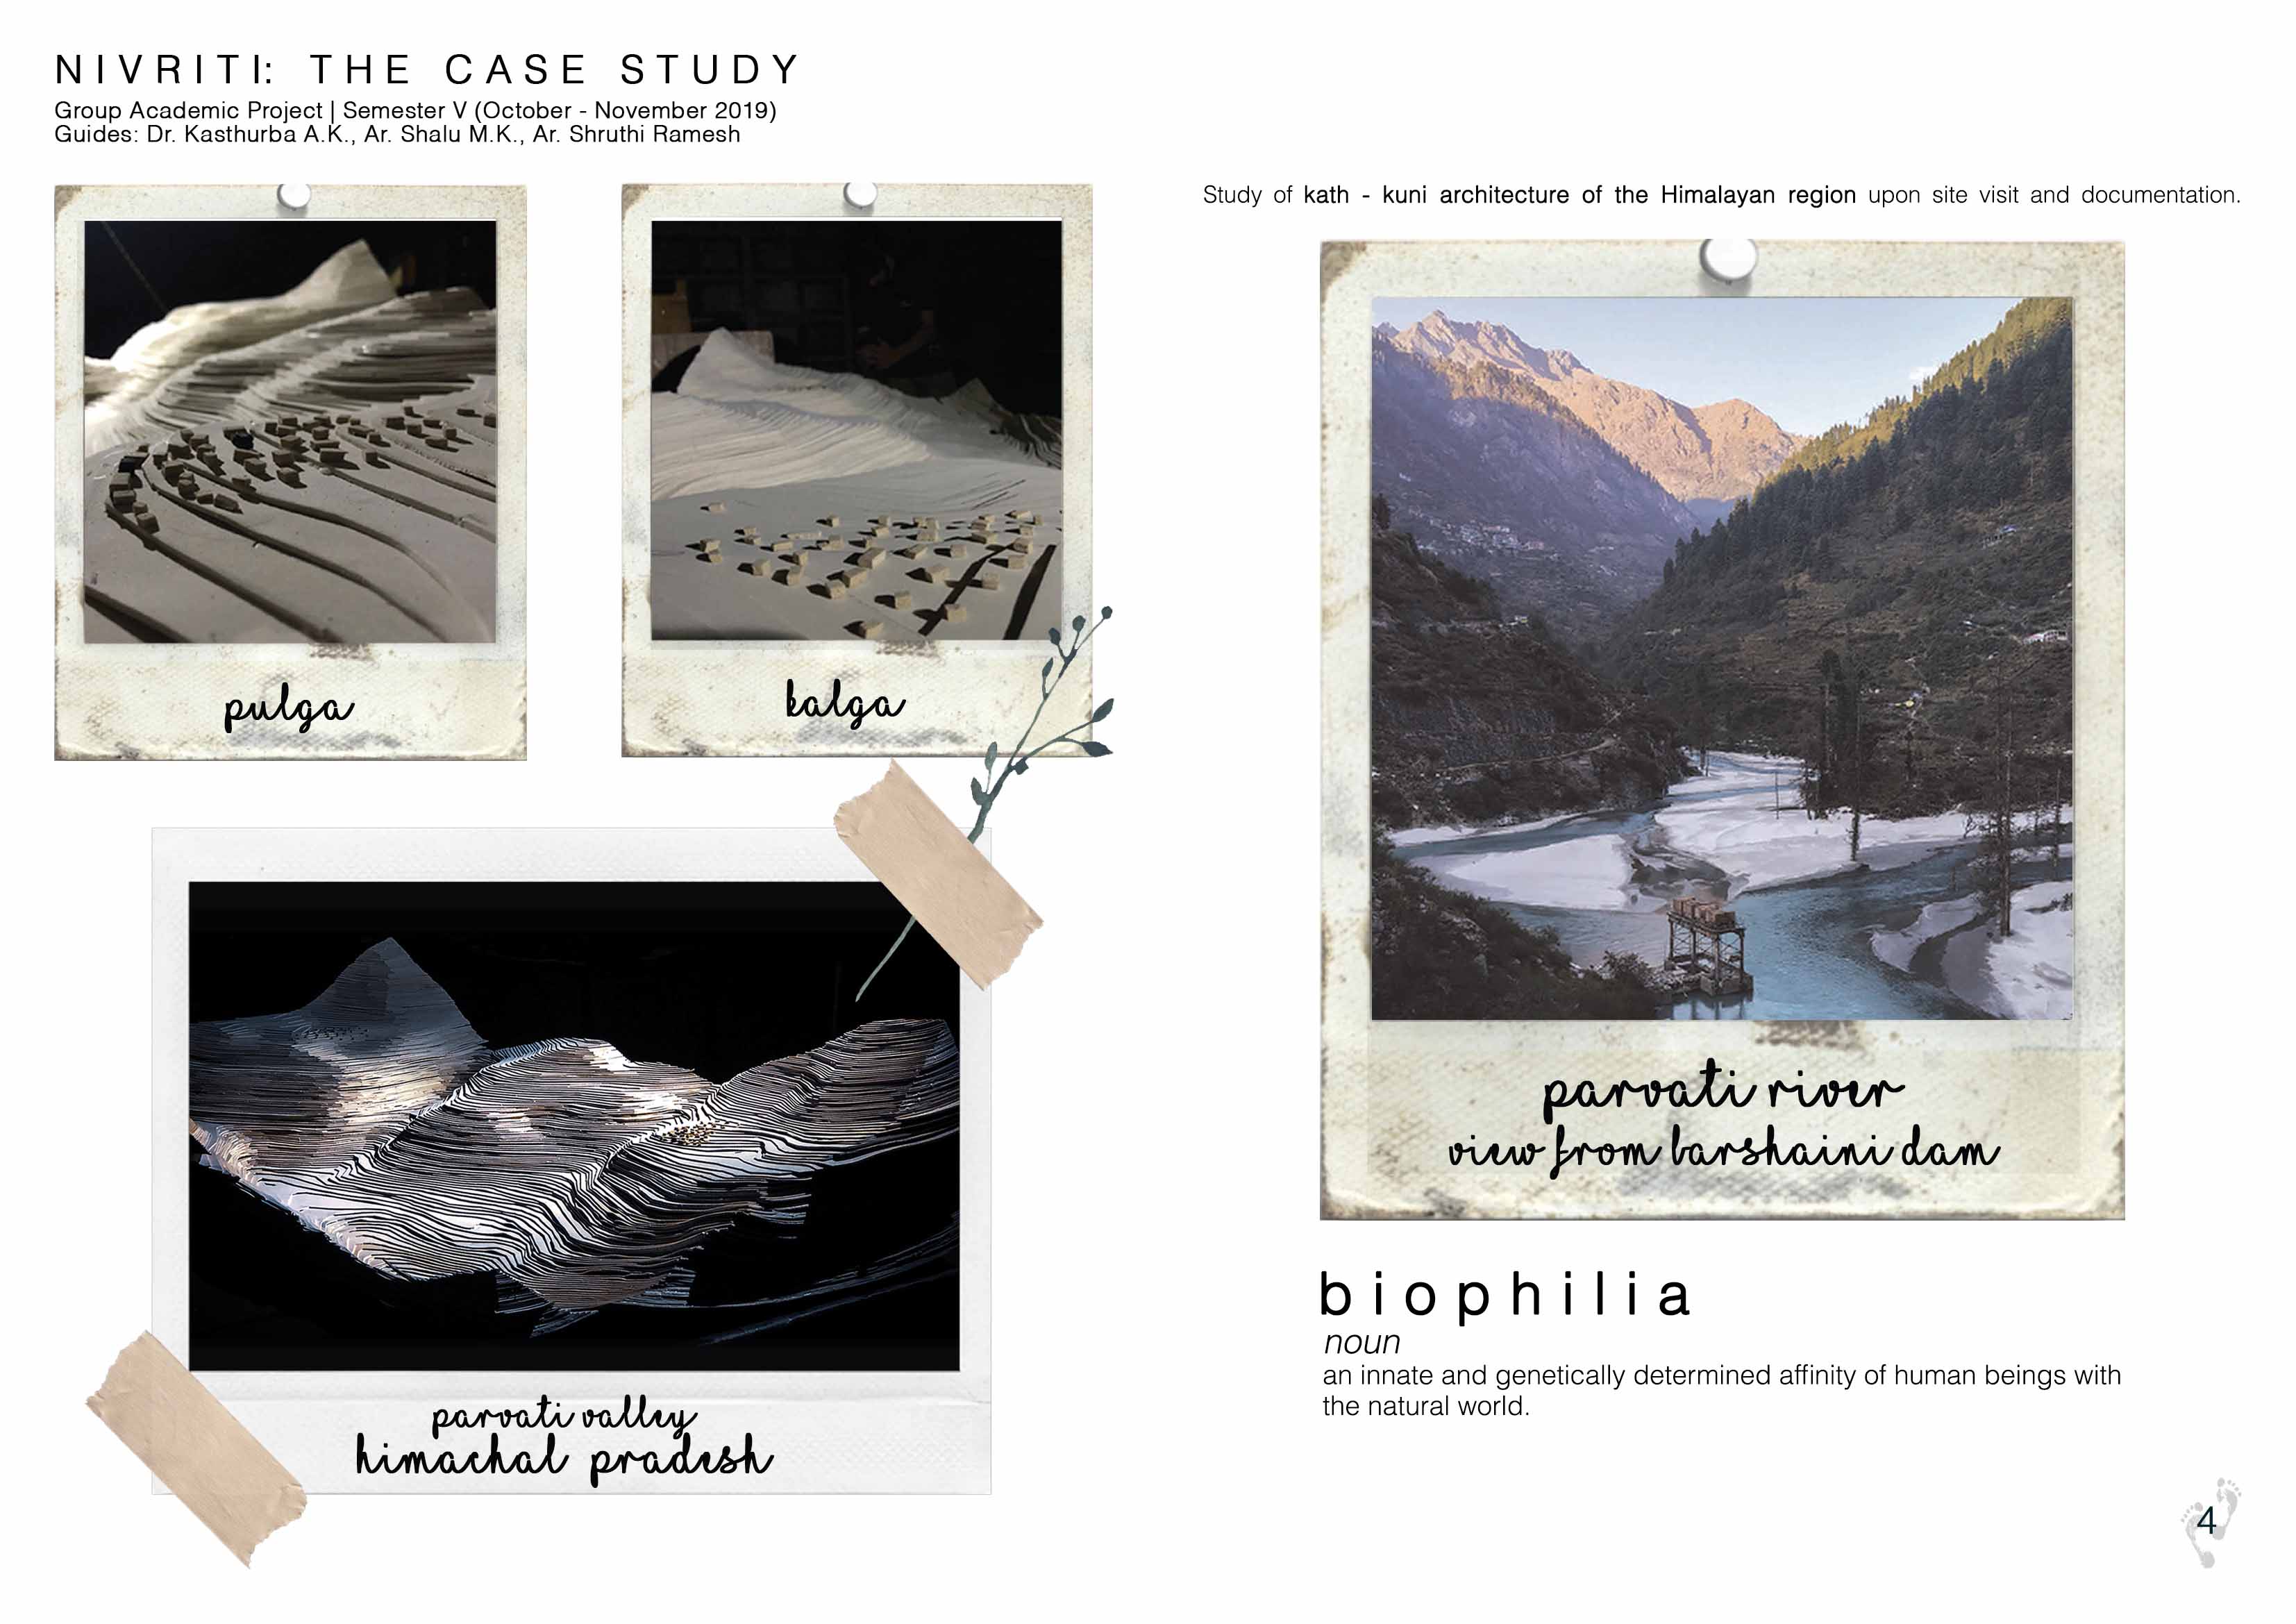 NIVRITI: THE CASE STUDY
Group Academic Project | Semester V (October - November 2019)
Guides: Dr. Kasthurba A.K., Ar. Shalu M.K., Ar. Shruthi Ramesh
Study of kath - kuni architecture of the Himalayan region upon site visit and documentation.
pulga
kalga
parvati valley
himachal pradesh
parvati river
view from barshaini dam
biophilia
noun
an innate and genetically determined affinity of human beings with
the natural world.
4